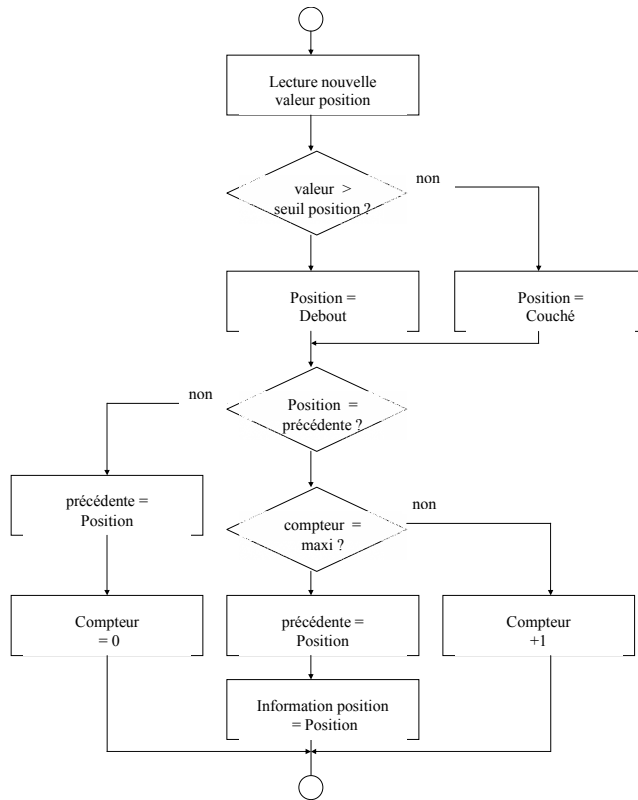 Lecture nouvelle
valeur position
valeur >
seuil position ?
non
Position =
Debout
Position =
Couché
non
Position =
précédente ?
précédente =
Position
compteur =
maxi ?
non
Compteur
= 0
précédente =
Position
Compteur
+1
Information position
= Position